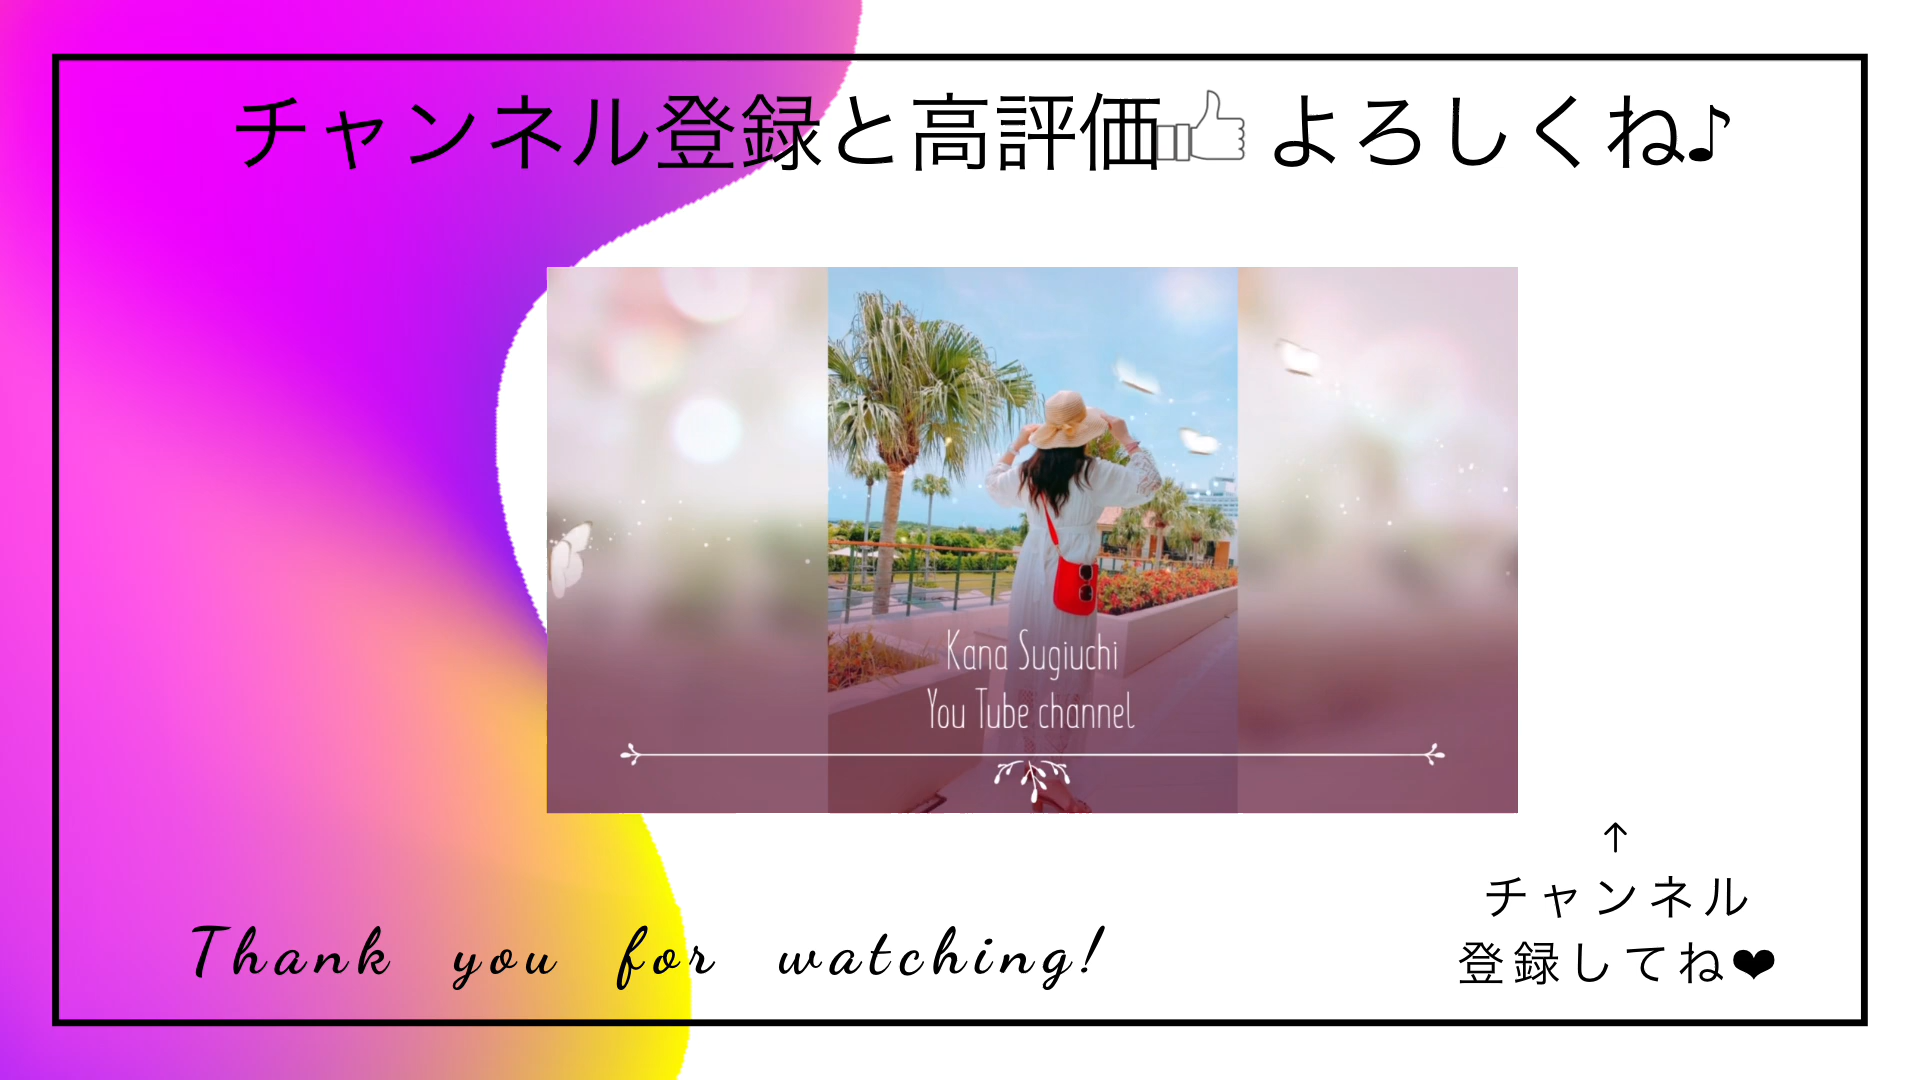 チャンネル登録と高評価👍よろしくね♪
Kana Sugiuchi
You Tube channel
↑
チャンネル
登録してね❤
Thank you for watching!